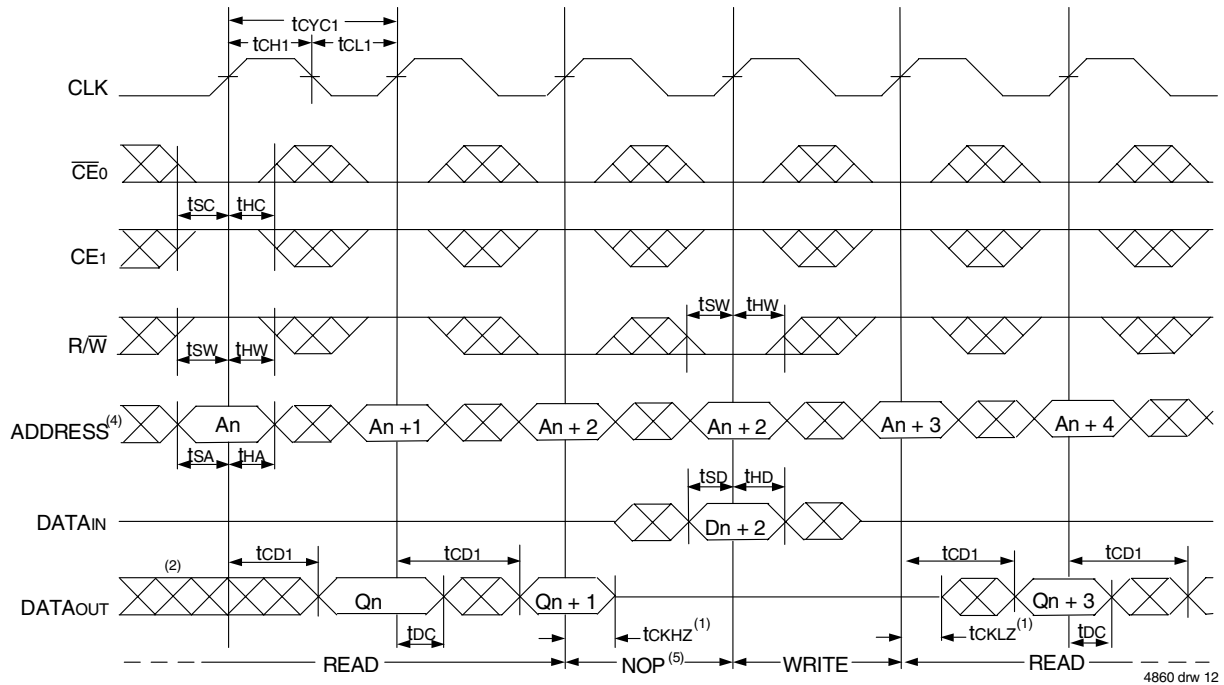 tCYC1
tCH1 tCL1
CLK
CE0
tSC tHC
CE1
tSW tHW
R/W
tSW tHW
ADDRESS(4) An An +1 An + 2 An + 2 An + 3 An + 4
tSA tHA
tSD tHD
DATAIN Dn + 2
tCD1 tCD1 tCD1 tCD1
(2)
DATAOUT Qn Qn + 1 Qn + 3
tDC tCKHZ(1) tCKLZ(1) tDC
READ NOP(5) WRITE READ
4860 drw 12